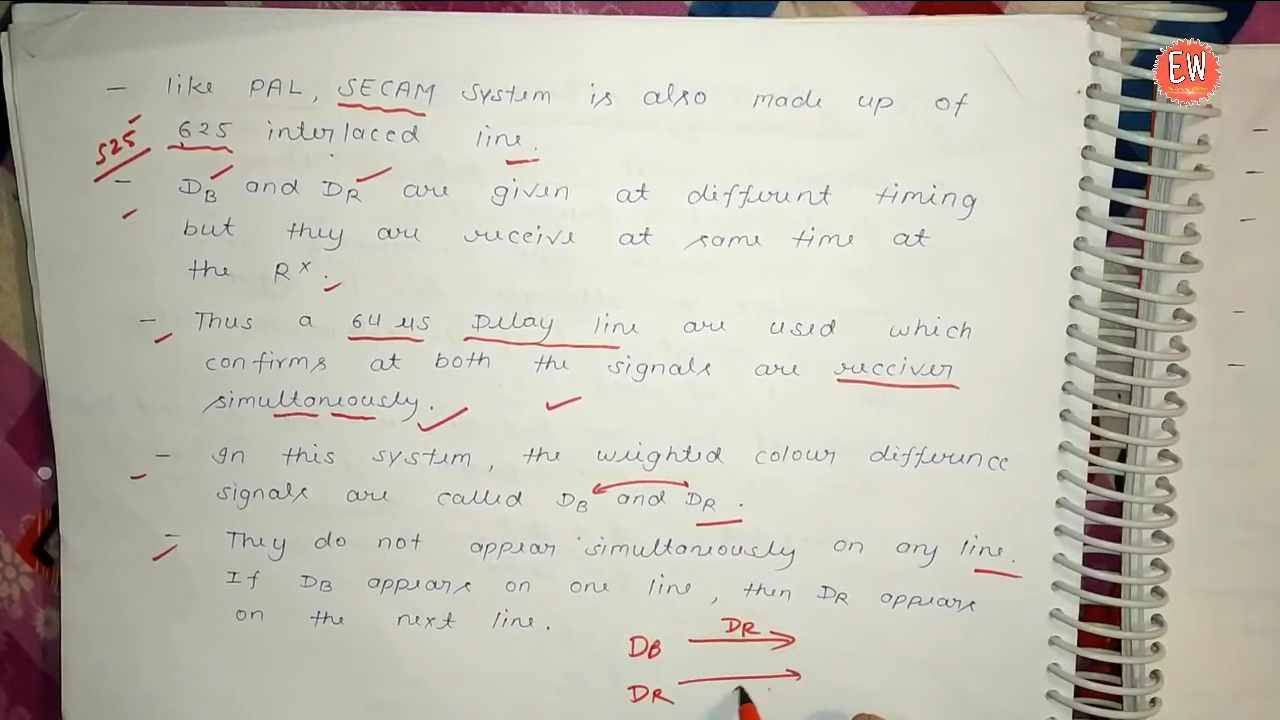 EW
- like PAL, SECAM system is also made up of
525 625 interlaced line.
- DB and DR are given at different timing
but they are receive at same time at
the Rx.
- Thus a 64 us Delay line are used which
confirms at both the signals are receiver
simultaneously.
- In this system, the weighted colour difference
signals are called DB and DR.
- They do not appear simultaneously on any line.
If DB appears on one line, then DR appears
on the next line.
DB DR
DR